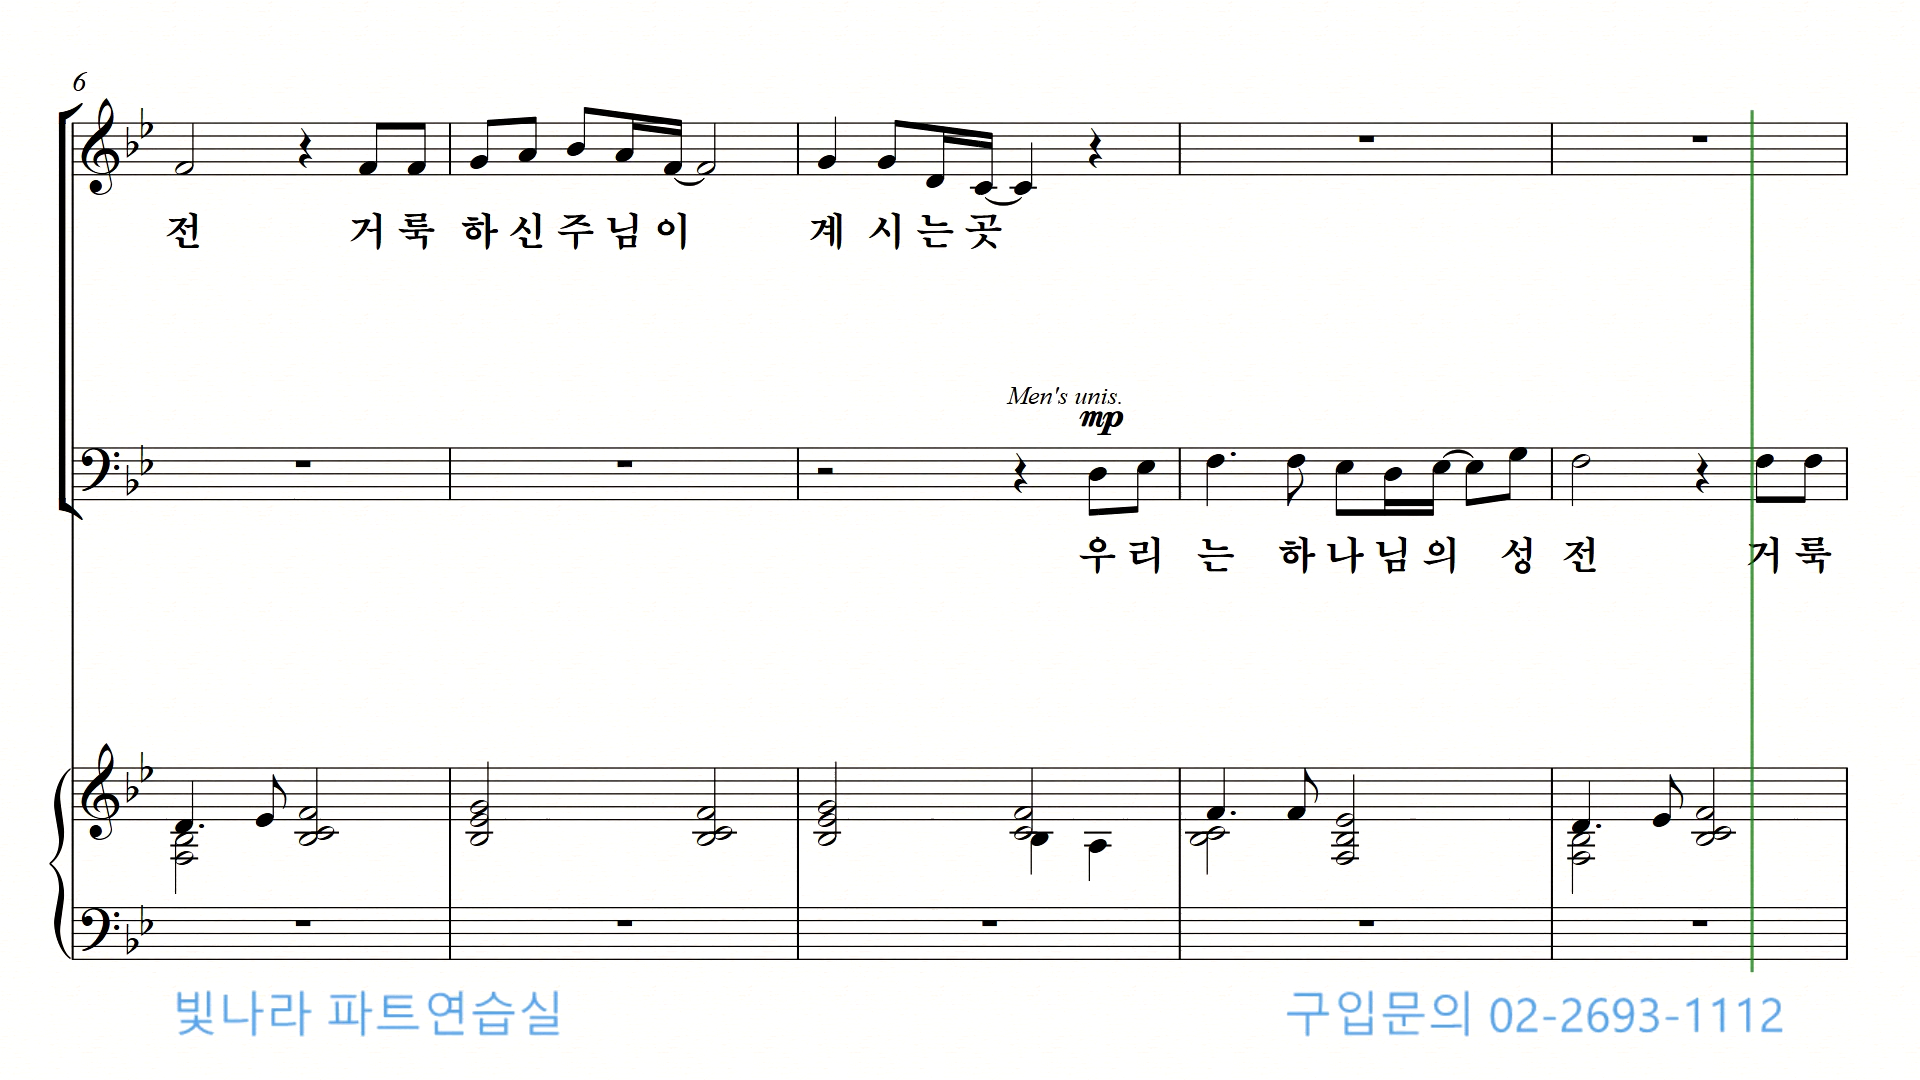 6
전 거룩 하신주님이 계시는곳
Men's unis.
mp
우리 는 하나님의 성 전 거룩
빛나라 파트연습실
구입문의 02-2693-1112